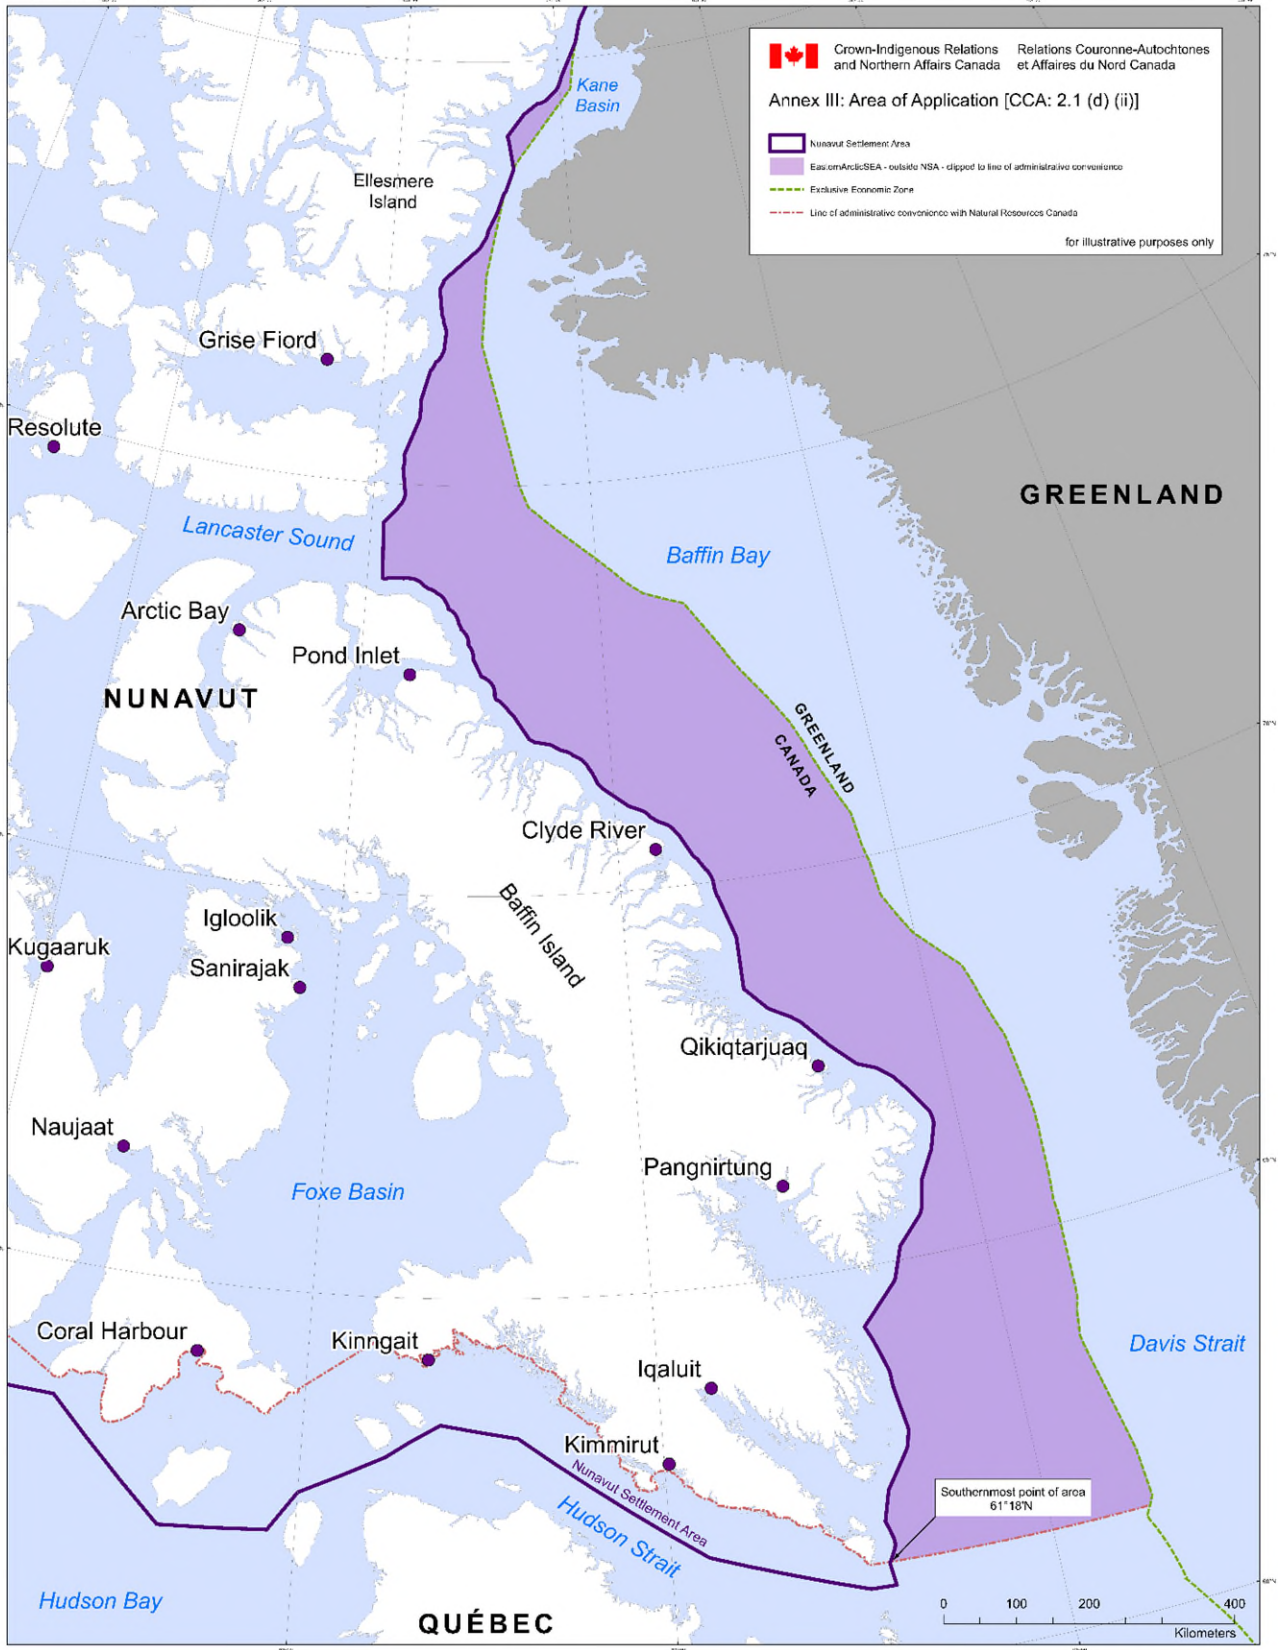 Crown-Indigenous Relations
and Northern Affairs Canada
Relations Couronne-Autochtones
et Affaires du Nord Canada
Annex III: Area of Application [CCA: 2.1 (d) (ii)]
Nunavut Settlement Area
EasternArcticSEA - outside NSA - clipped to line of administrative convenience
Exclusive Economic Zone
Line of administrative convenience with Natural Resources Canada
for illustrative purposes only
Kane
Basin
Ellesmere
Island
Grise Fiord
Resolute
GREENLAND
Lancaster Sound
Baffin Bay
Arctic Bay
Pond Inlet
NUNAVUT
GREENLAND
CANADA
Clyde River
Baffin Island
Igloolik
Kugaaruk
Sanirajak
Qikiqtarjuaq
Naujaat
Pangnirtung
Foxe Basin
Coral Harbour
Kinngait
Davis Strait
Iqaluit
Kimmirut
Nunavut Settlement Area
Southernmost point of area
61°18'N
Hudson Strait
Hudson Bay
QUÉBEC
0 100 200 400
Kilometers